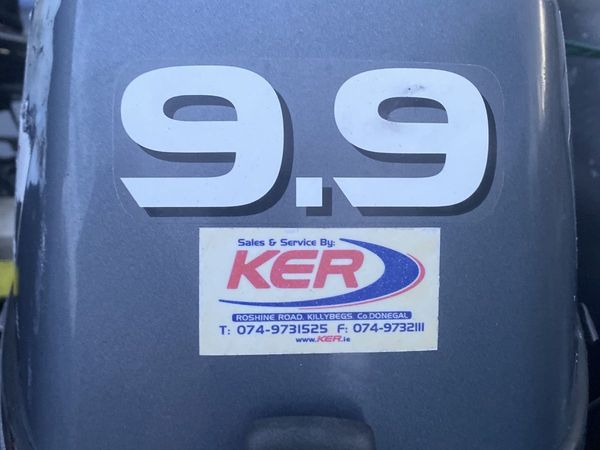 9.9
Sales & Service By:
KER
ROSHINE ROAD, KILLYBEGS, Co.DONEGAL
T: 074-9731525 F: 074-9732111
www.KER.ie